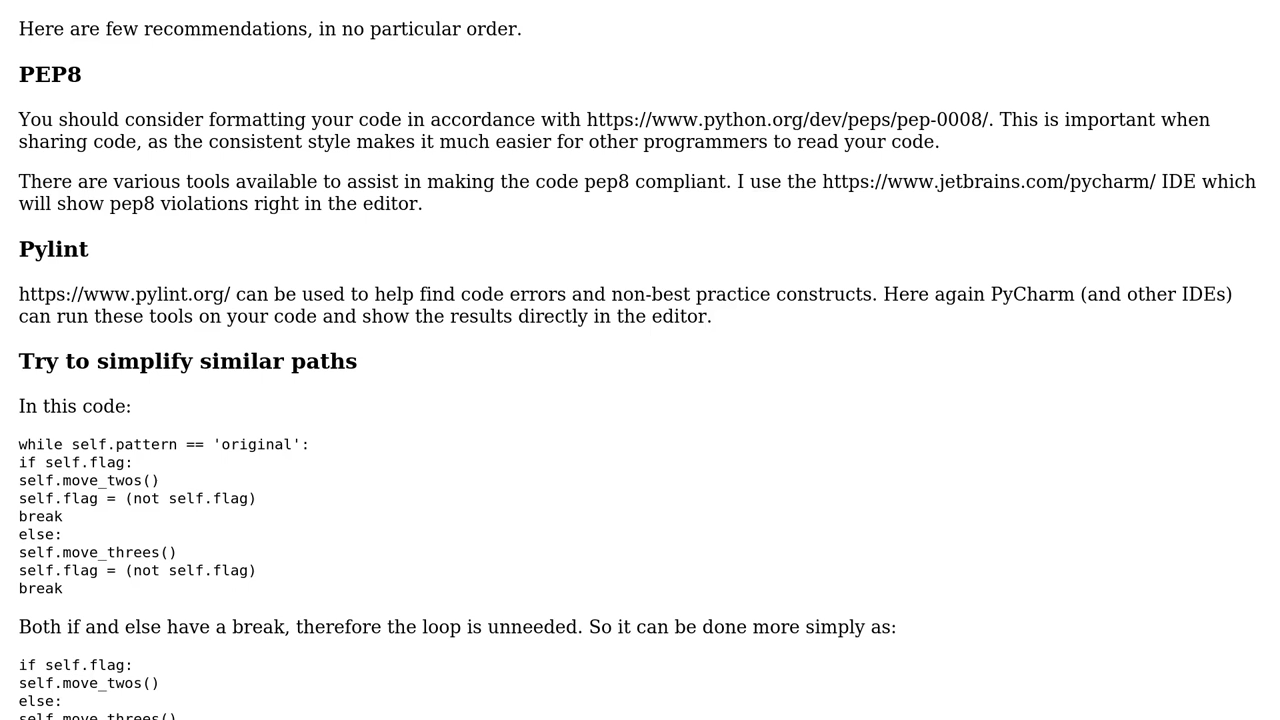 Here are few recommendations, in no particular order.
PEP8
You should consider formatting your code in accordance with https://www.python.org/dev/peps/pep-0008/. This is important when
sharing code, as the consistent style makes it much easier for other programmers to read your code.
There are various tools available to assist in making the code pep8 compliant. I use the https://www.jetbrains.com/pycharm/ IDE which
will show pep8 violations right in the editor.
Pylint
https://www.pylint.org/ can be used to help find code errors and non-best practice constructs. Here again PyCharm (and other IDEs)
can run these tools on your code and show the results directly in the editor.
Try to simplify similar paths
In this code:
while self.pattern == 'original':
if self.flag:
self.move_twos()
self.flag = (not self.flag)
break
else:
self.move_threes()
self.flag = (not self.flag)
break
Both if and else have a break, therefore the loop is unneeded. So it can be done more simply as:
if self.flag:
self.move_twos()
else:
self.move_threes()